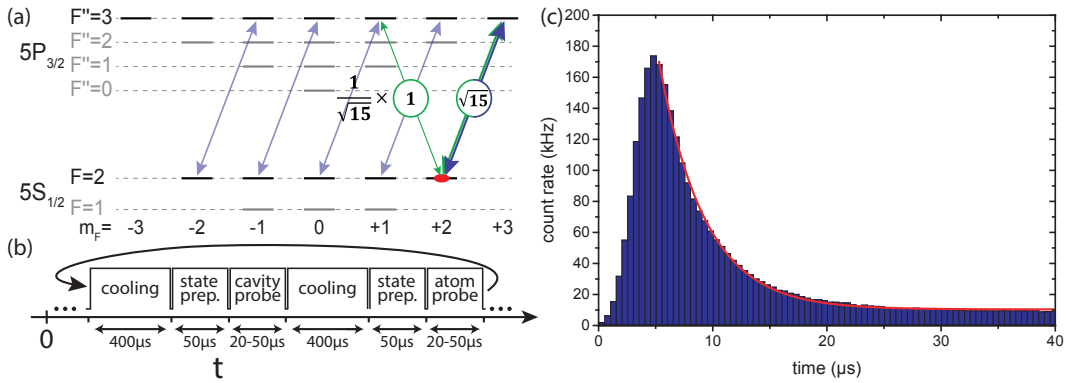 (a)
F"=3
F"=2
5P3/2
F"=1
F"=0
1/√15 × 1
√15
F=2
5S1/2
F=1
mF= -3 -2 -1 0 +1 +2 +3
(b)
cooling state prep. cavity probe cooling state prep. atom probe
••• •••
0
400µs 50µs 20-50µs 400µs 50µs 20-50µs
t
(c)
count rate (kHz)
200
180
160
140
120
100
80
60
40
20
0
0 10 20 30 40
time (µs)